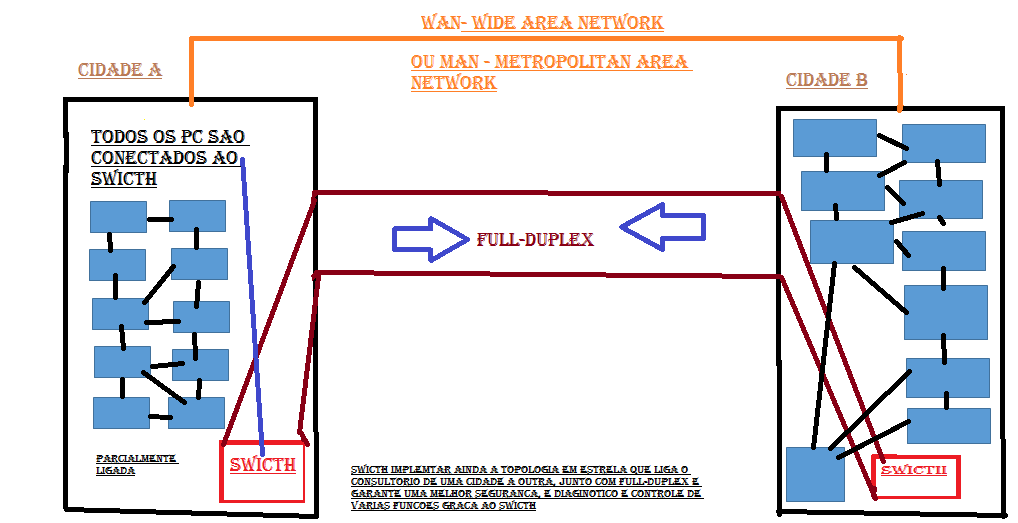 WAN- WIDE AREA NETWORK
OU MAN - METROPOLITAN AREA
NETWORK
CIDADE A
CIDADE B
TODOS OS PC SAO
CONECTADOS AO
SWICTH
FULL-DUPLEX
PARCIALMENTE
LIGADA
SWICTH
SWICTH
SWICTH IMPLEMTAR AINDA A TOPOLOGIA EM ESTRELA QUE LIGA O
CONSULTORIO DE UMA CIDADE A OUTRA, JUNTO COM FULL-DUPLEX E
GARANTE UMA MELHOR SEGURANCA, E DIAGINOTICO E CONTROLE DE
VARIAS FUNCOES GRACA AO SWICTH